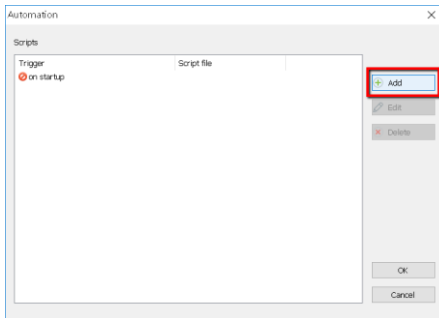 Automation
Scripts
Trigger Script file
on startup
Add
Edit
Delete
OK
Cancel